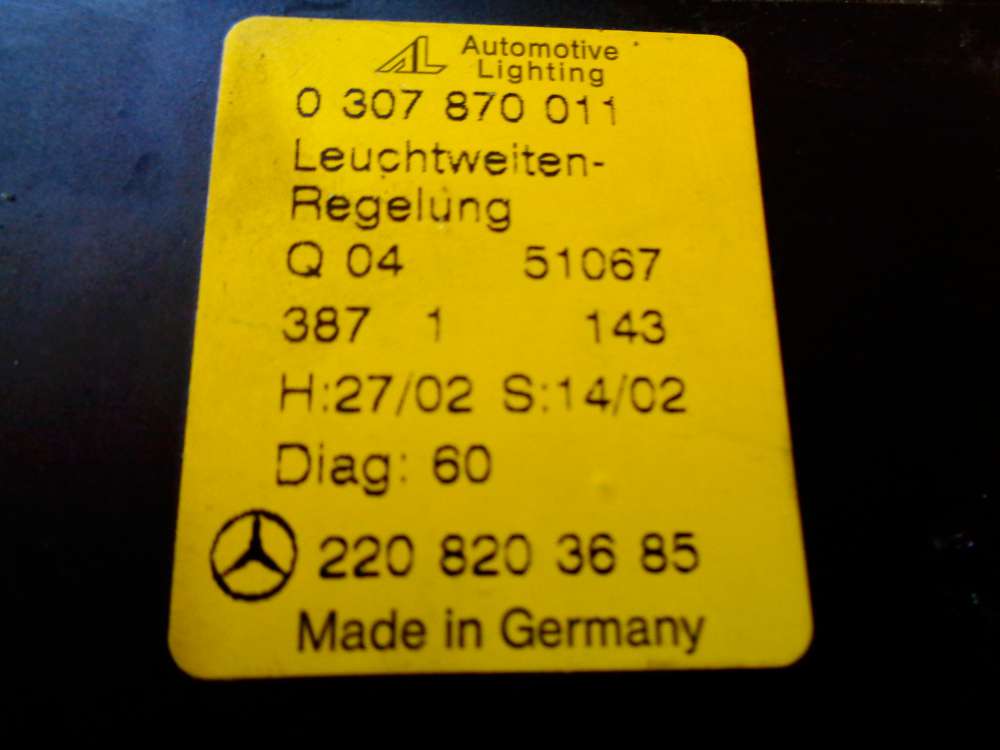 AL Automotive
Lighting
0 307 870 011
Leuchtweiten-
Regelung
Q 04 51067
387 1 143
H:27/02 S:14/02
Diag: 60
220 820 36 85
Made in Germany